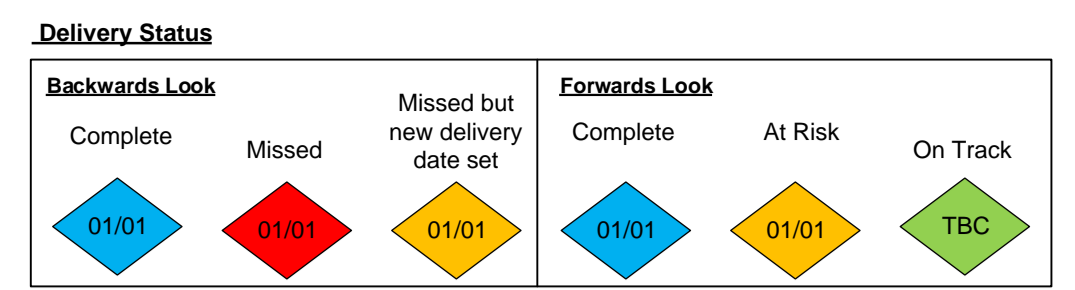 Delivery Status
Backwards Look
Complete
Missed
Missed but
new delivery
date set
01/01
01/01
01/01
Forwards Look
Complete
At Risk
On Track
01/01
01/01
TBC